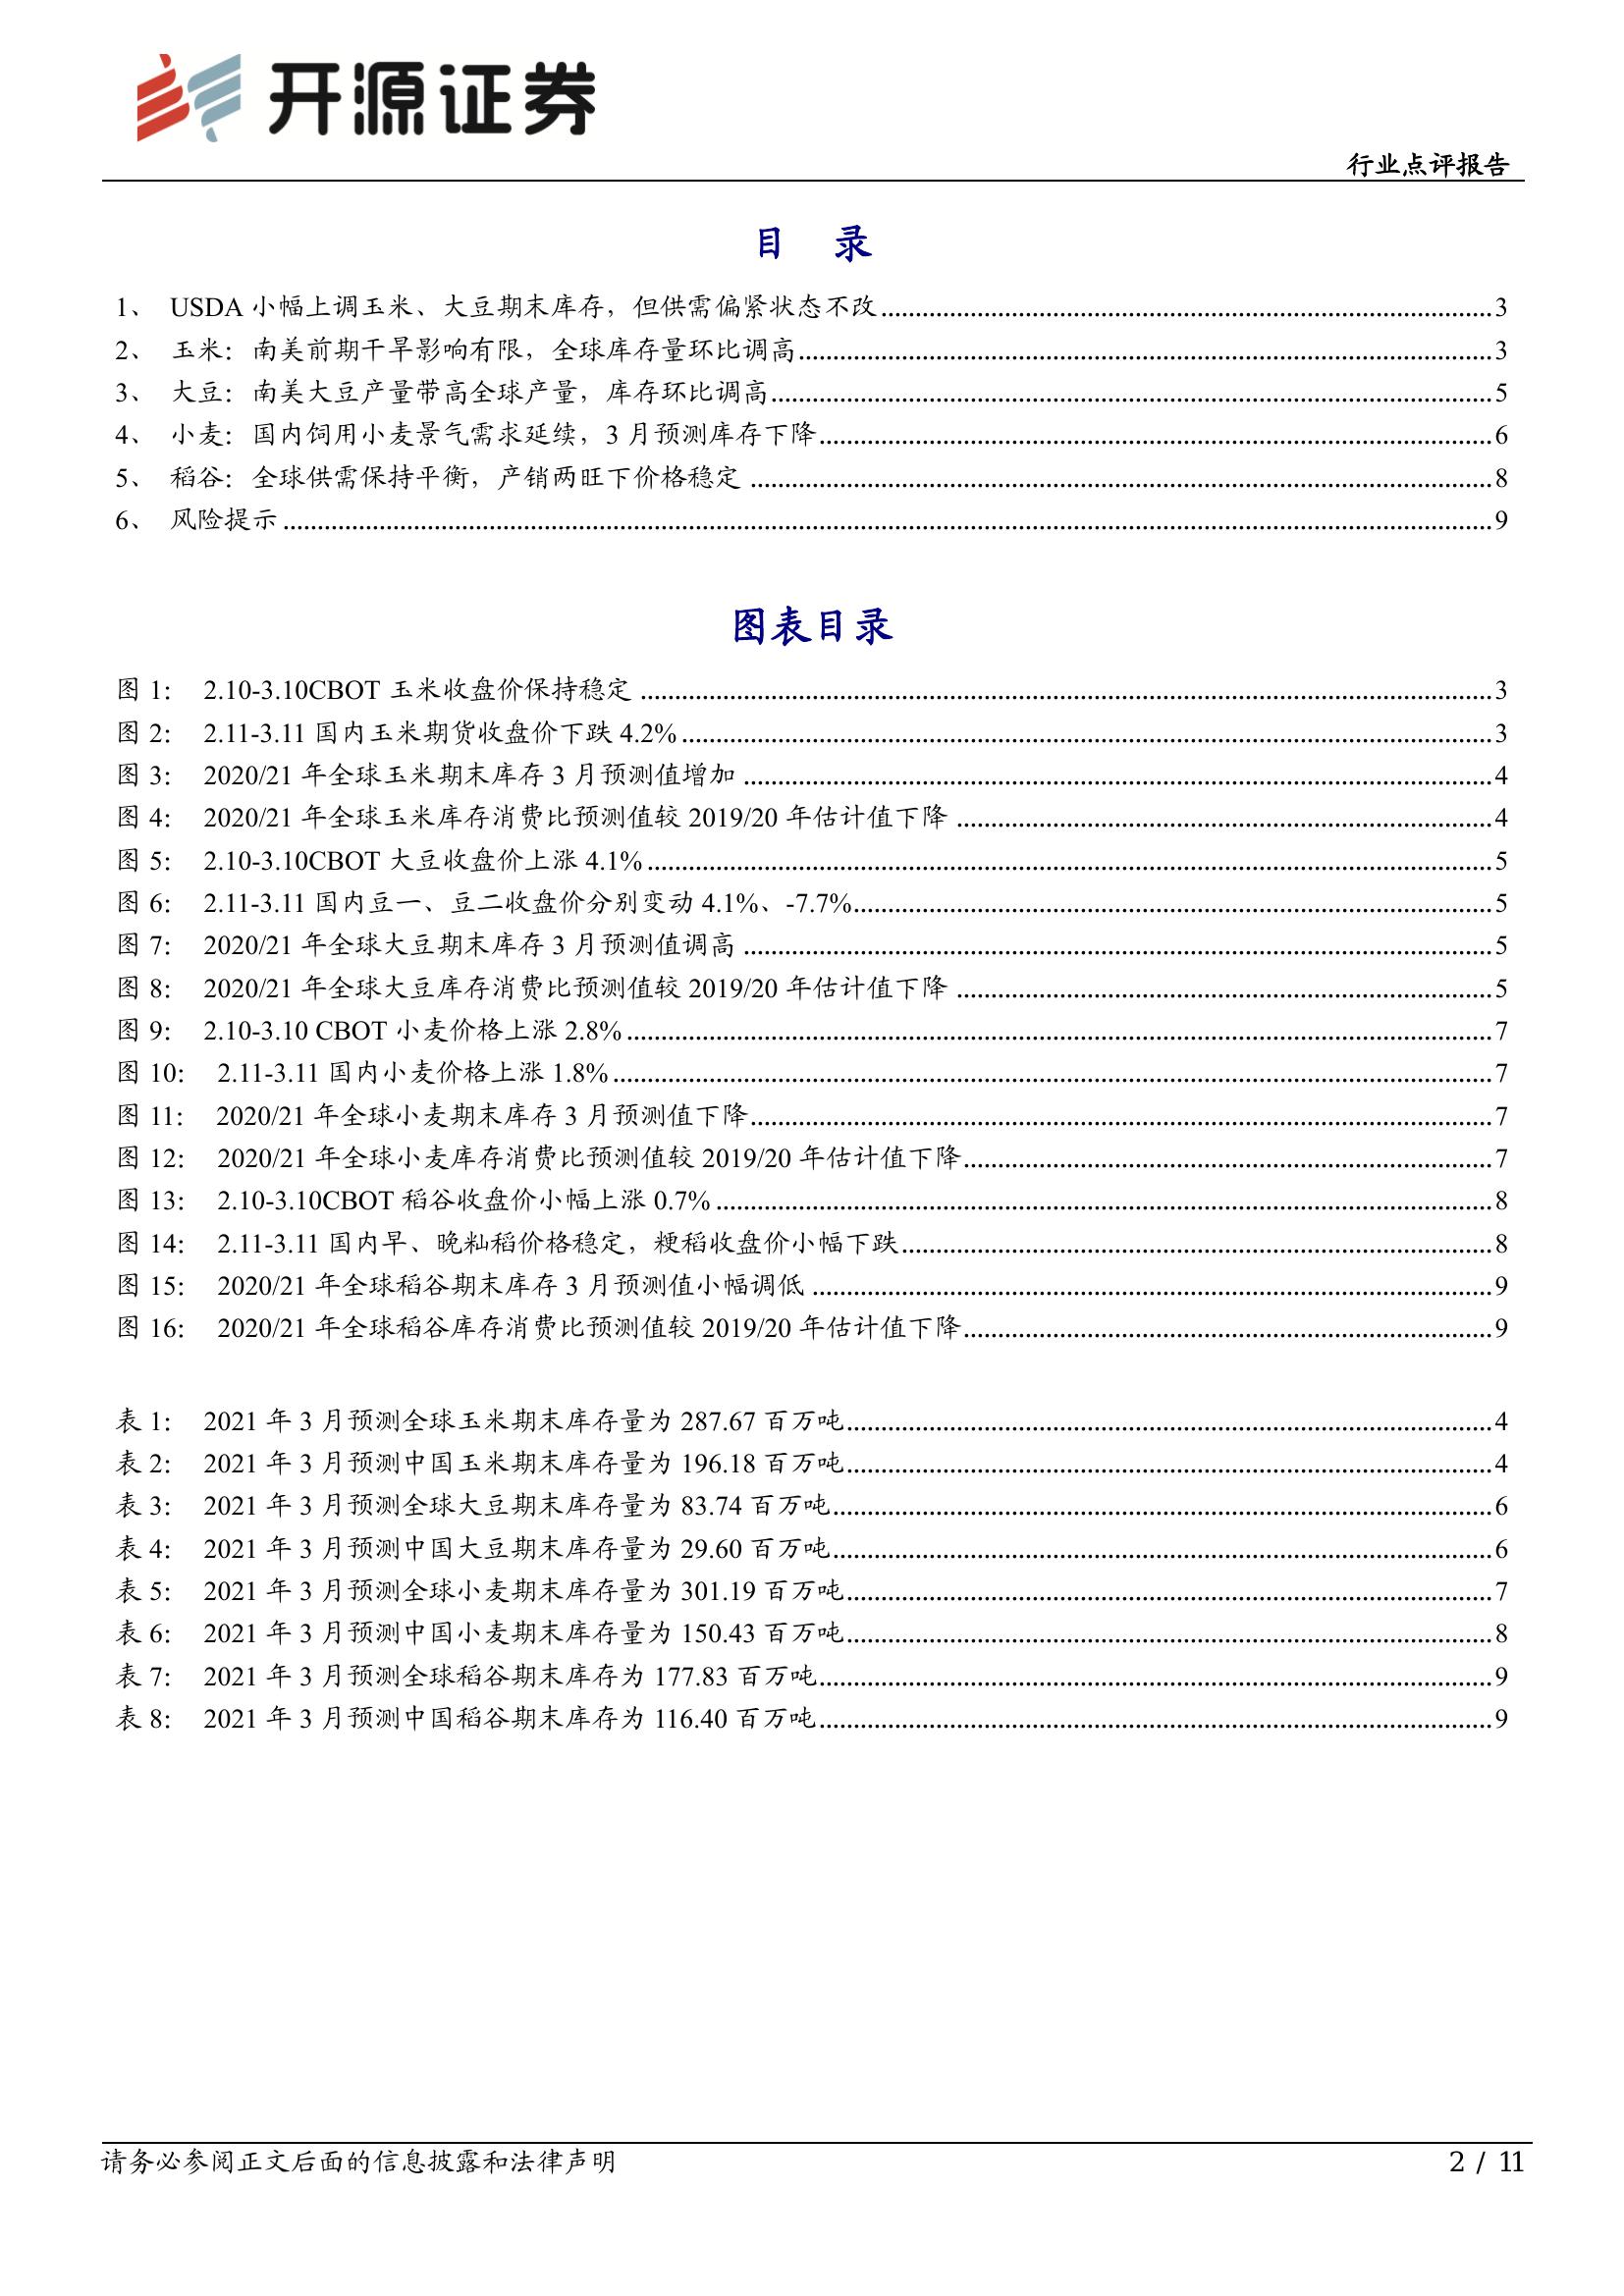 开源证券
行业点评报告
目 录
1、 USDA 小幅上调玉米、大豆期末库存，但供需偏紧状态不改 3
2、 玉米：南美前期干旱影响有限，全球库存量环比调高 3
3、 大豆：南美大豆产量带高全球产量，库存环比调高 5
4、 小麦：国内饲用小麦景气需求延续，3 月预测库存下降 6
5、 稻谷：全球供需保持平衡，产销两旺下价格稳定 8
6、 风险提示 9
图表目录
图 1： 2.10-3.10CBOT 玉米收盘价保持稳定 3
图 2： 2.11-3.11 国内玉米期货收盘价下跌 4.2% 3
图 3： 2020/21 年全球玉米期末库存 3 月预测值增加 4
图 4： 2020/21 年全球玉米库存消费比预测值较 2019/20 年估计值下降 4
图 5： 2.10-3.10CBOT 大豆收盘价上涨 4.1% 5
图 6： 2.11-3.11 国内豆一、豆二收盘价分别变动 4.1%、-7.7% 5
图 7： 2020/21 年全球大豆期末库存 3 月预测值调高 5
图 8： 2020/21 年全球大豆库存消费比预测值较 2019/20 年估计值下降 5
图 9： 2.10-3.10 CBOT 小麦价格上涨 2.8% 7
图 10： 2.11-3.11 国内小麦价格上涨 1.8% 7
图 11： 2020/21 年全球小麦期末库存 3 月预测值下降 7
图 12： 2020/21 年全球小麦库存消费比预测值较 2019/20 年估计值下降 7
图 13： 2.10-3.10CBOT 稻谷收盘价小幅上涨 0.7% 8
图 14： 2.11-3.11 国内早、晚籼稻价格稳定，粳稻收盘价小幅下跌 8
图 15： 2020/21 年全球稻谷期末库存 3 月预测值小幅调低 9
图 16： 2020/21 年全球稻谷库存消费比预测值较 2019/20 年估计值下降 9
表 1： 2021 年 3 月预测全球玉米期末库存量为 287.67 百万吨 4
表 2： 2021 年 3 月预测中国玉米期末库存量为 196.18 百万吨 4
表 3： 2021 年 3 月预测全球大豆期末库存量为 83.74 百万吨 6
表 4： 2021 年 3 月预测中国大豆期末库存量为 29.60 百万吨 6
表 5： 2021 年 3 月预测全球小麦期末库存量为 301.19 百万吨 7
表 6： 2021 年 3 月预测中国小麦期末库存量为 150.43 百万吨 8
表 7： 2021 年 3 月预测全球稻谷期末库存为 177.83 百万吨 9
表 8： 2021 年 3 月预测中国稻谷期末库存为 116.40 百万吨 9
请务必参阅正文后面的信息披露和法律声明 2 / 11